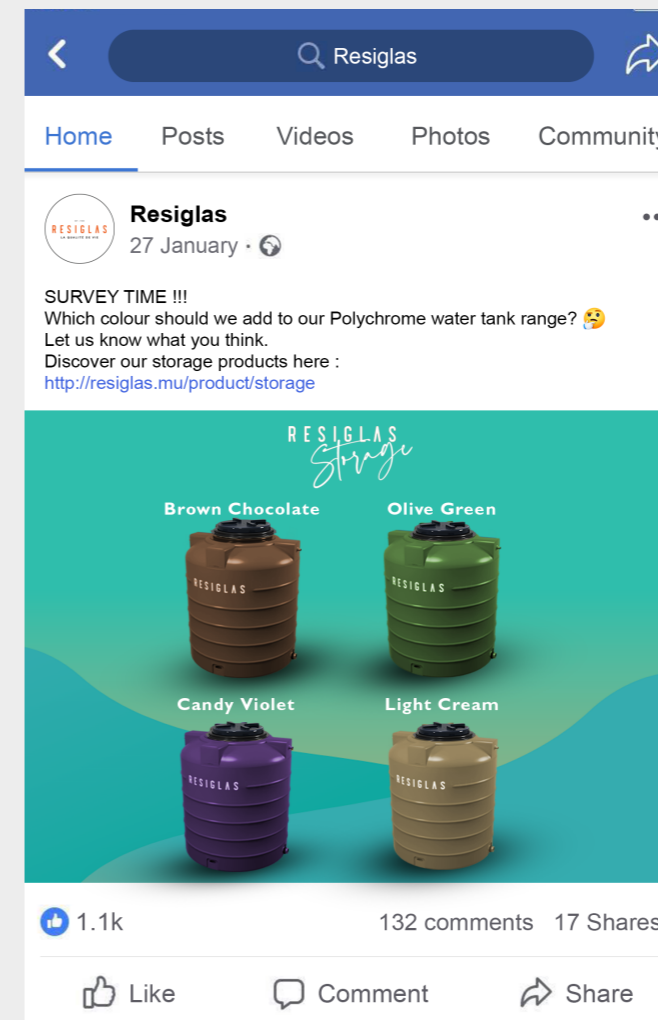 Resiglas
Home Posts Videos Photos Community
RESIGLAS
Resiglas
27 January ·
SURVEY TIME !!!
Which colour should we add to our Polychrome water tank range? 🤔
Let us know what you think.
Discover our storage products here :
http://resiglas.mu/product/storage
RESIGLAS
Storage
Brown Chocolate Olive Green
RESIGLAS RESIGLAS
Candy Violet Light Cream
RESIGLAS RESIGLAS
1.1k 132 comments 17 Shares
Like Comment Share